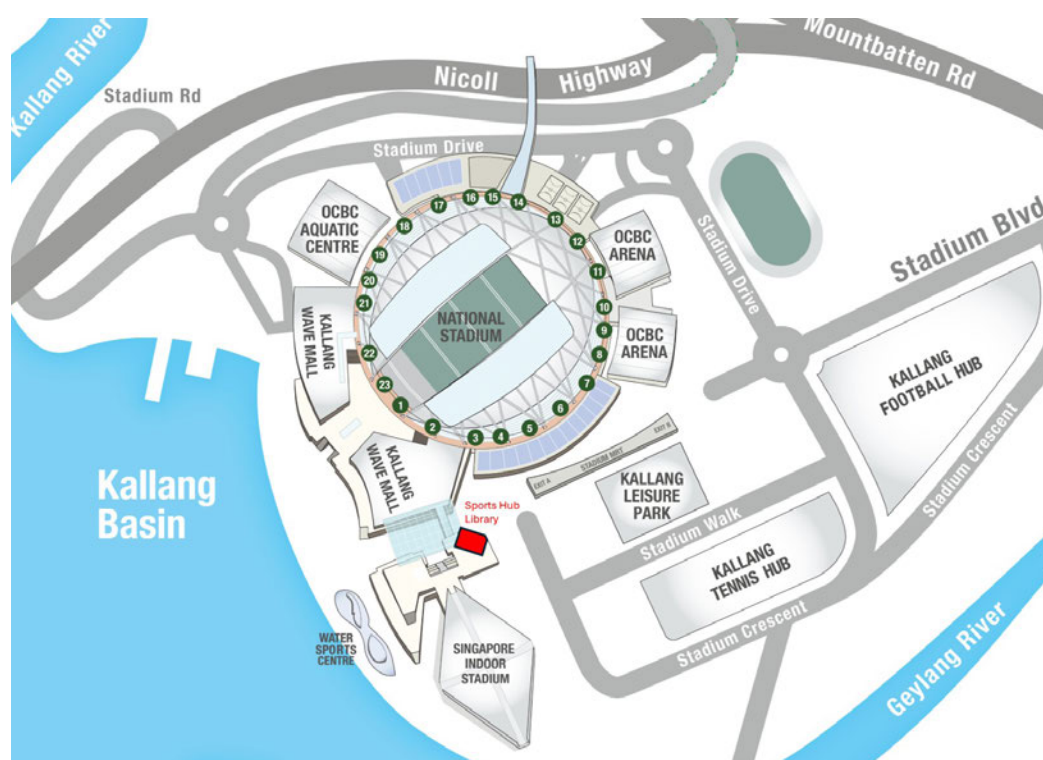 Kallang River
Stadium Rd
Nicoll Highway
Mountbatten Rd
Stadium Drive
16
15
14
17
18
13
12
19
11
20
21
10
9
22
8
23
7
1
6
2
5
3
4
OCBC
AQUATIC
CENTRE
OCBC
ARENA
Stadium Drive
Stadium Blvd
KALLANG
WAVE MALL
NATIONAL
STADIUM
OCBC
ARENA
KALLANG
FOOTBALL HUB
Stadium Crescent
EXIT B
STADIUM MRT
EXIT A
KALLANG
WAVE MALL
KALLANG
LEISURE
PARK
Kallang
Basin
Sports Hub
Library
Stadium Walk
KALLANG
TENNIS HUB
Stadium Crescent
WATER
SPORTS
CENTRE
SINGAPORE
INDOOR
STADIUM
Geylang River